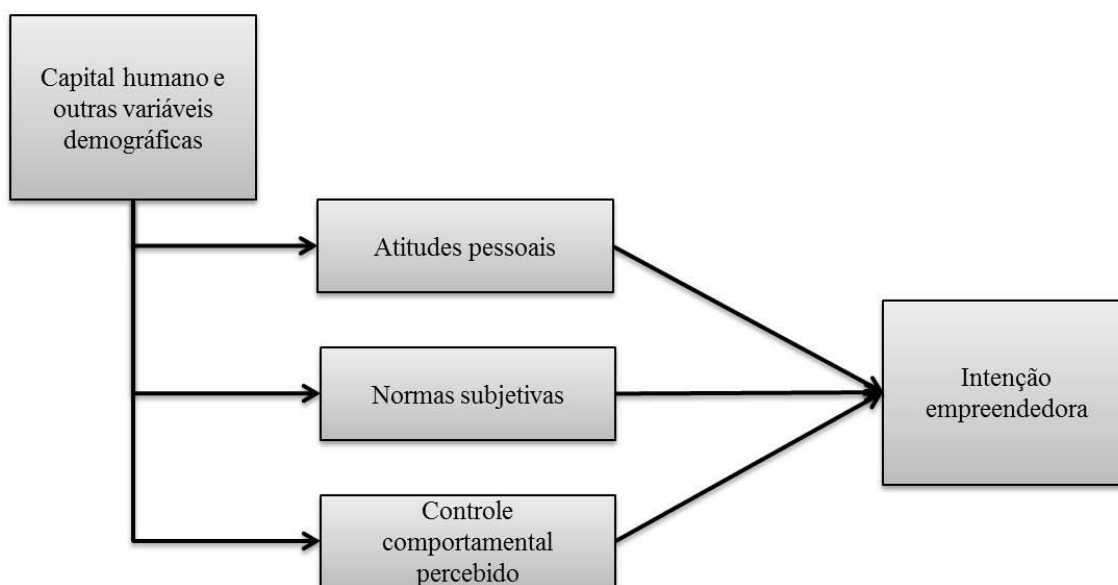 Capital humano e
outras variáveis
demográficas
Atitudes pessoais
Normas subjetivas
Controle
comportamental
percebido
Intenção
empreendedora